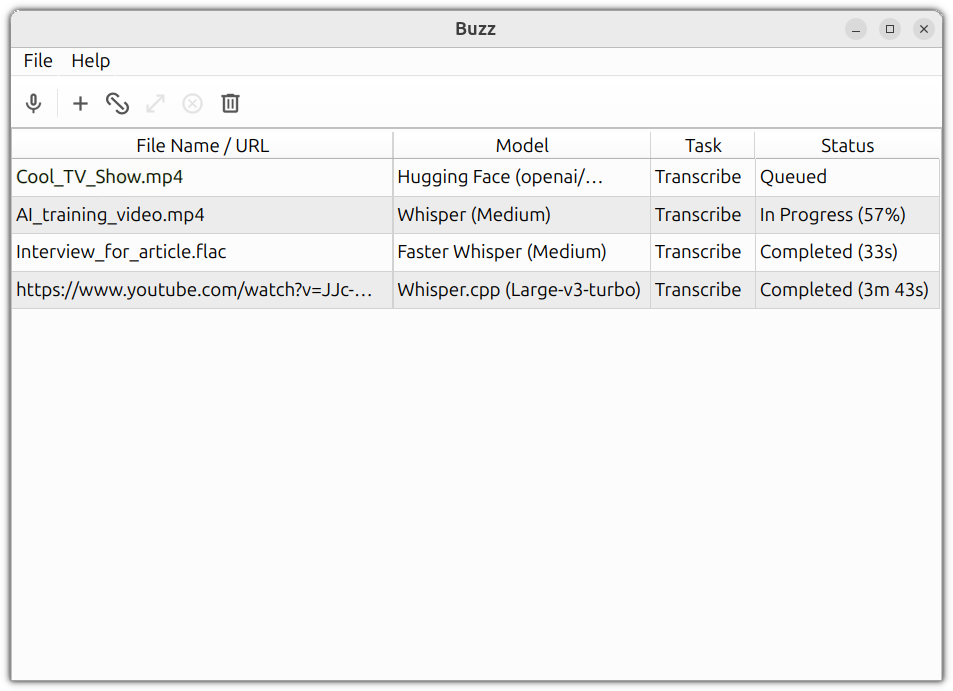 Buzz
File Help
File Name / URL Model Task Status
Cool_TV_Show.mp4 Hugging Face (openai/… Transcribe Queued
AI_training_video.mp4 Whisper (Medium) Transcribe In Progress (57%)
Interview_for_article.flac Faster Whisper (Medium) Transcribe Completed (33s)
https://www.youtube.com/watch?v=JJc-… Whisper.cpp (Large-v3-turbo) Transcribe Completed (3m 43s)